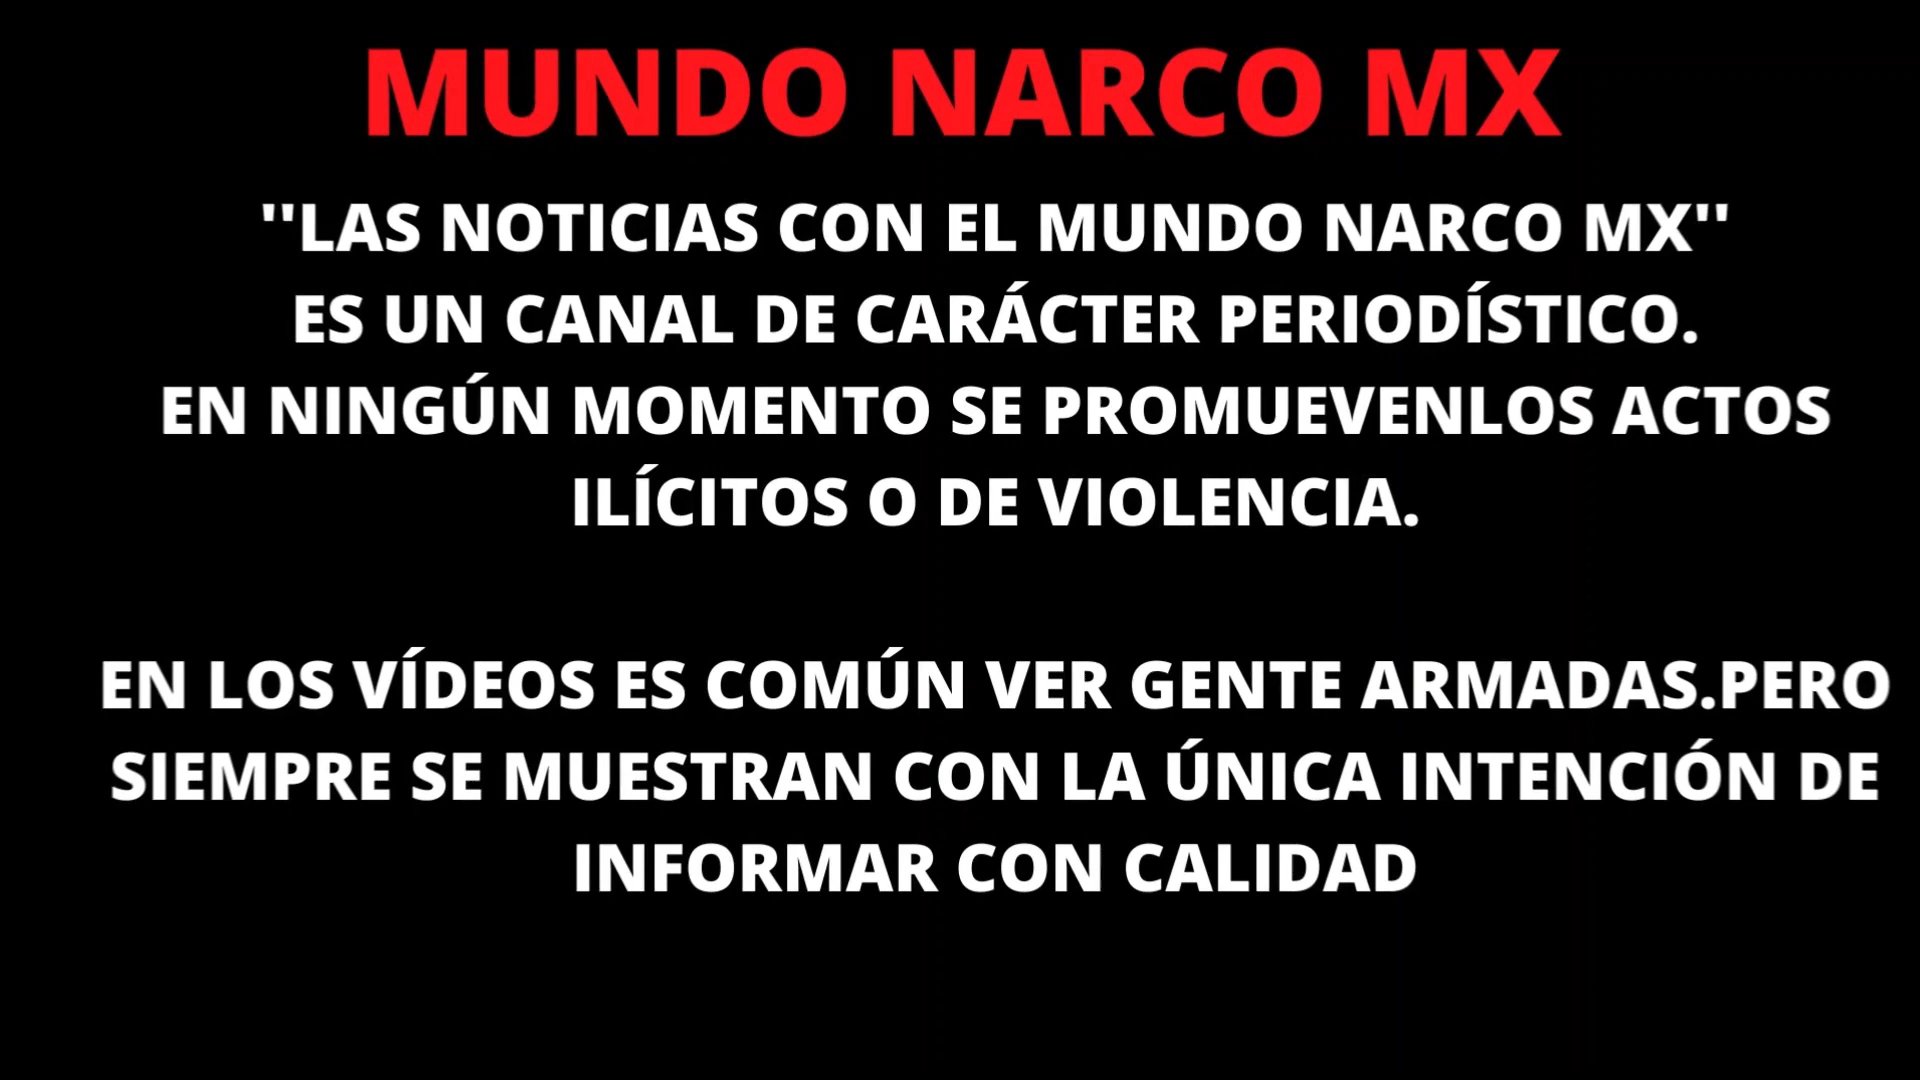 MUNDO NARCO MX
''LAS NOTICIAS CON EL MUNDO NARCO MX''
ES UN CANAL DE CARÁCTER PERIODÍSTICO.
EN NINGÚN MOMENTO SE PROMUEVENLOS ACTOS
ILÍCITOS O DE VIOLENCIA.
EN LOS VÍDEOS ES COMÚN VER GENTE ARMADAS.PERO
SIEMPRE SE MUESTRAN CON LA ÚNICA INTENCIÓN DE
INFORMAR CON CALIDAD